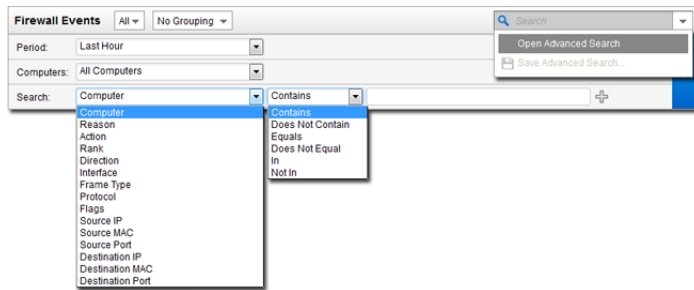 Firewall Events All No Grouping Search
Period: Last Hour Open Advanced Search
Computers: All Computers Save Advanced Search...
Search: Computer Contains
Computer Contains
Reason Does Not Contain
Action Equals
Rank Does Not Equal
Direction In
Interface Not In
Frame Type
Protocol
Flags
Source IP
Source MAC
Source Port
Destination IP
Destination MAC
Destination Port